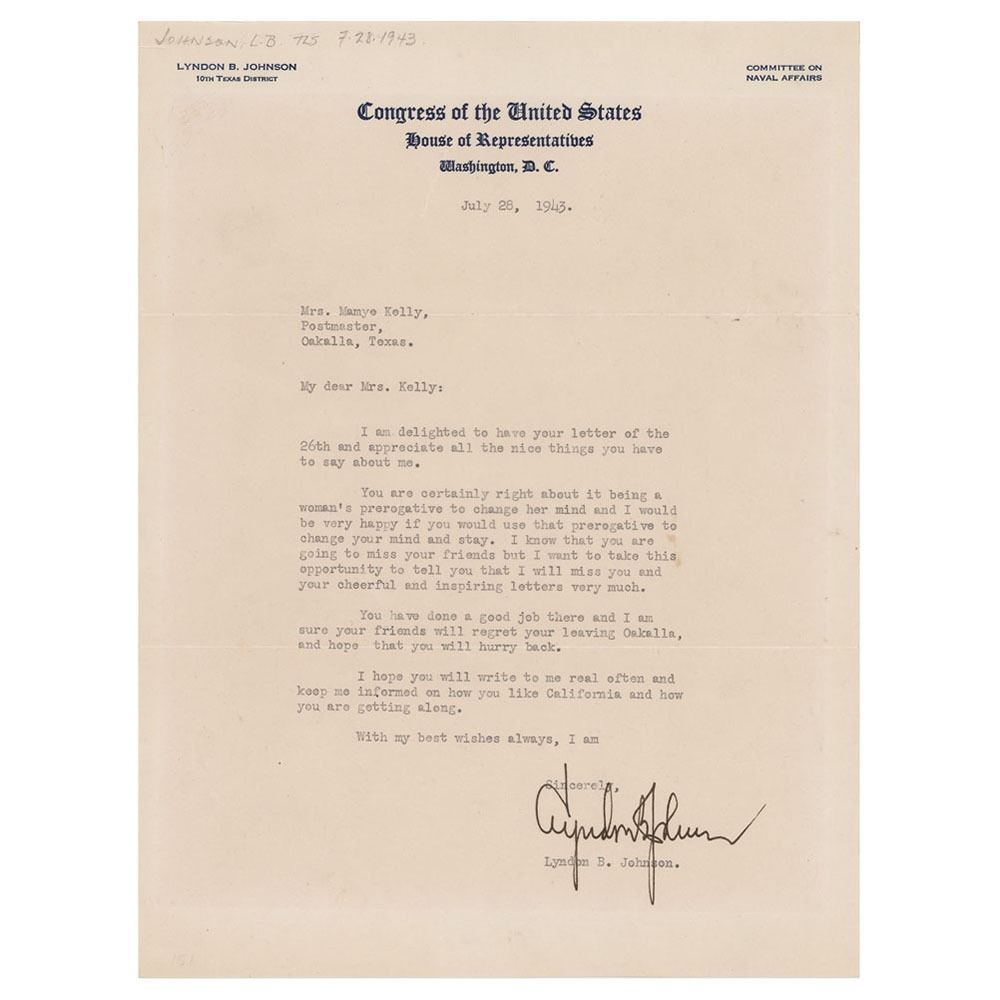 JOHNSON, L.B. TLS 7.28.1943.
LYNDON B. JOHNSON
10TH TEXAS DISTRICT
COMMITTEE ON
NAVAL AFFAIRS
Congress of the United States
House of Representatives
Washington, D. C.
July 28, 1943.
Mrs. Mamye Kelly,
Postmaster,
Oakalla, Texas.
My dear Mrs. Kelly:
I am delighted to have your letter of the
26th and appreciate all the nice things you have
to say about me.
You are certainly right about it being a
woman's prerogative to change her mind and I would
be very happy if you would use that prerogative to
change your mind and stay. I know that you are
going to miss your friends but I want to take this
opportunity to tell you that I will miss you and
your cheerful and inspiring letters very much.
You have done a good job there and I am
sure your friends will regret your leaving Oakalla,
and hope that you will hurry back.
I hope you will write to me real often and
keep me informed on how you like California and how
you are getting along.
With my best wishes always, I am
Sincerely,
Lyndon B Johnson
Lyndon B. Johnson.